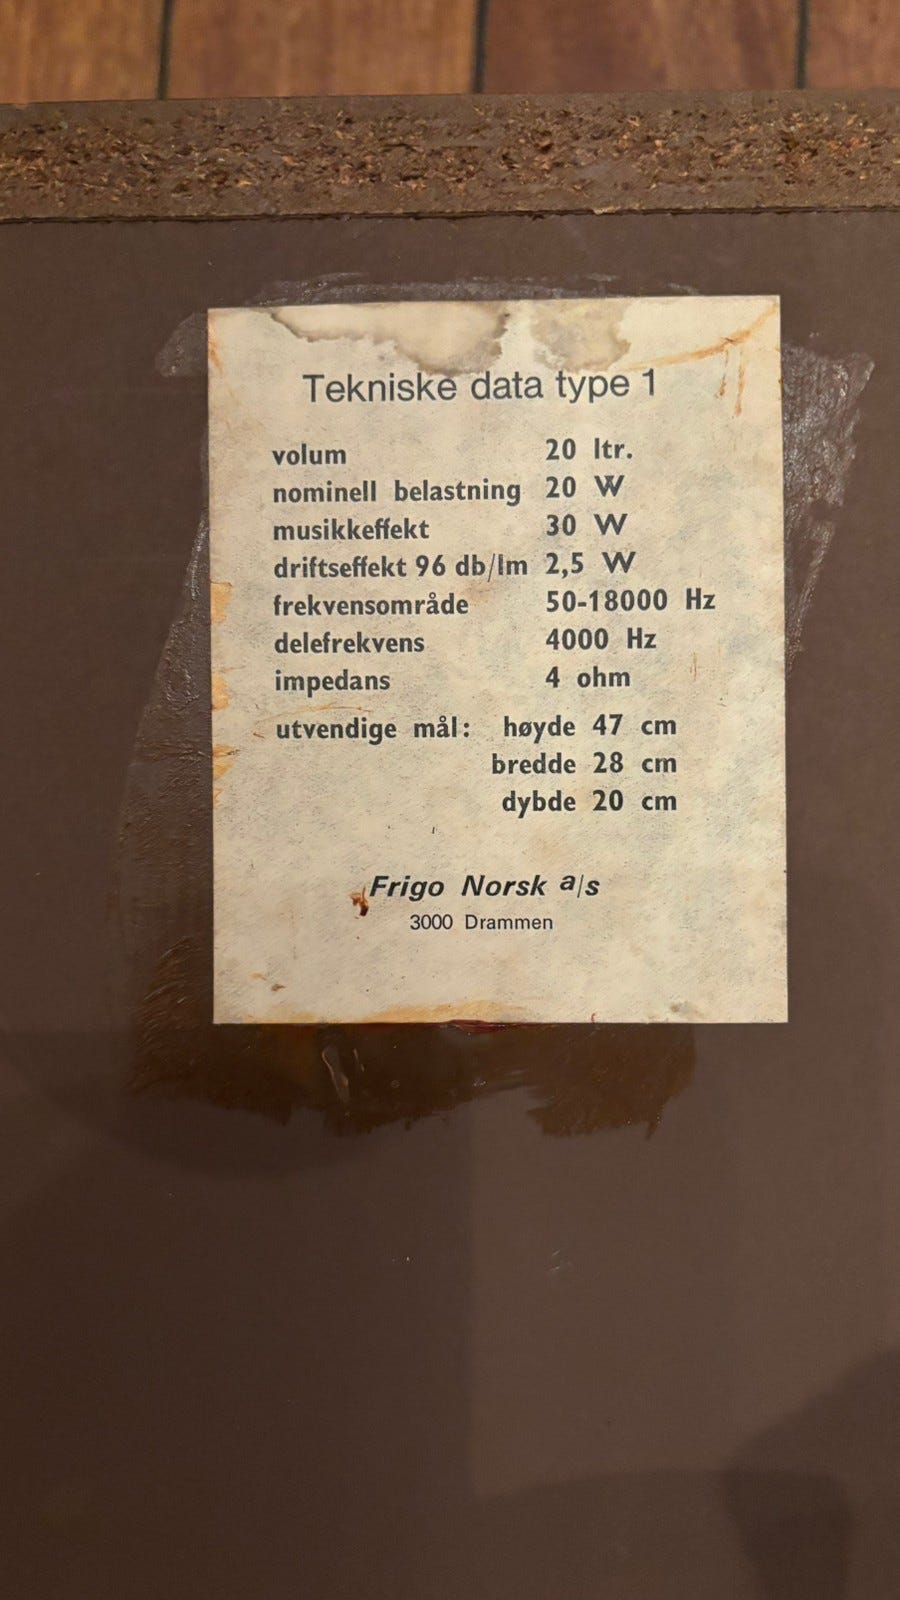 Tekniske data type 1
volum 20 ltr.
nominell belastning 20 W
musikkeffekt 30 W
driftseffekt 96 db/lm 2,5 W
frekvensområde 50-18000 Hz
delefrekvens 4000 Hz
impedans 4 ohm
utvendige mål: høyde 47 cm
bredde 28 cm
dybde 20 cm
Frigo Norsk a/s
3000 Drammen